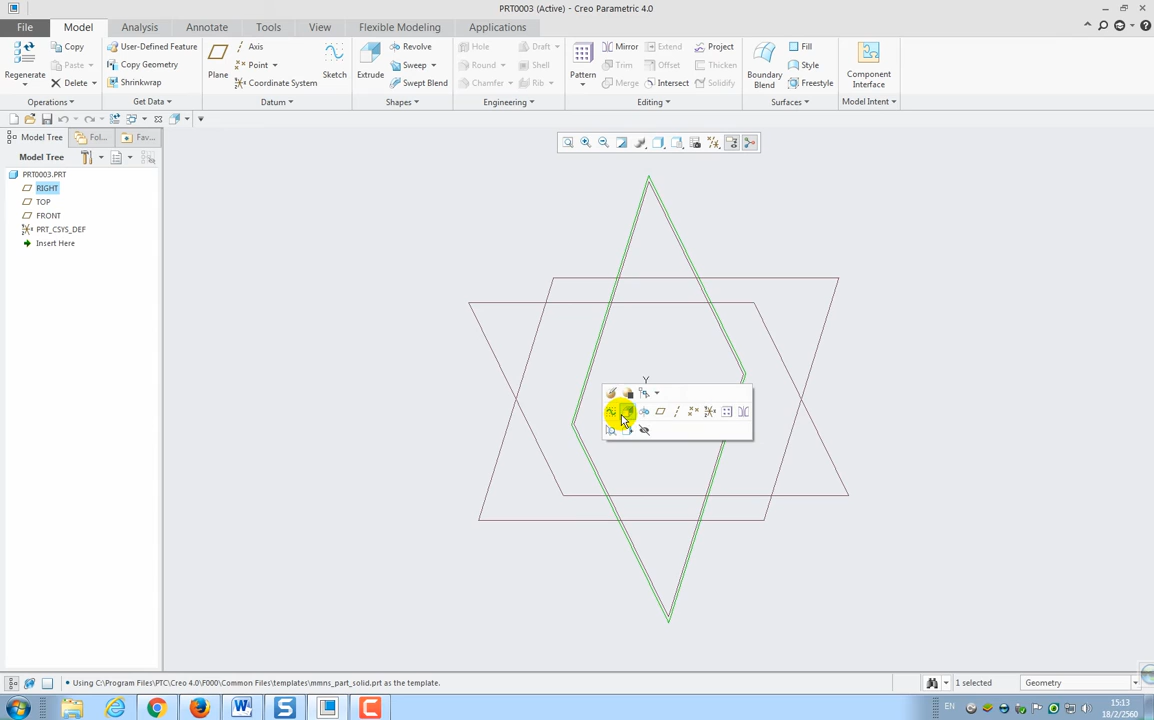 PRT0003 (Active) - Creo Parametric 4.0
File Model Analysis Annotate Tools View Flexible Modeling Applications
Regenerate
Copy
Paste
Delete
User-Defined Feature
Copy Geometry
Shrinkwrap
Plane
Axis
Point
Coordinate System
Sketch
Extrude
Revolve
Sweep
Swept Blend
Hole
Round
Chamfer
Draft
Shell
Rib
Pattern
Mirror
Trim
Merge
Extend
Offset
Intersect
Project
Thicken
Solidify
Boundary
Blend
Fill
Style
Freestyle
Component
Interface
Operations Get Data Datum Shapes Engineering Editing Surfaces Model Intent
Model Tree Fol... Fav...
Model Tree
PRT0003.PRT
RIGHT
TOP
FRONT
PRT_CSYS_DEF
Insert Here
Y
Using C:\Program Files\PTC\Creo 4.0\F000\Common Files\templates\mmns_part_solid.prt as the template.
1 selected
Geometry
EN
15:13
18/2/2560